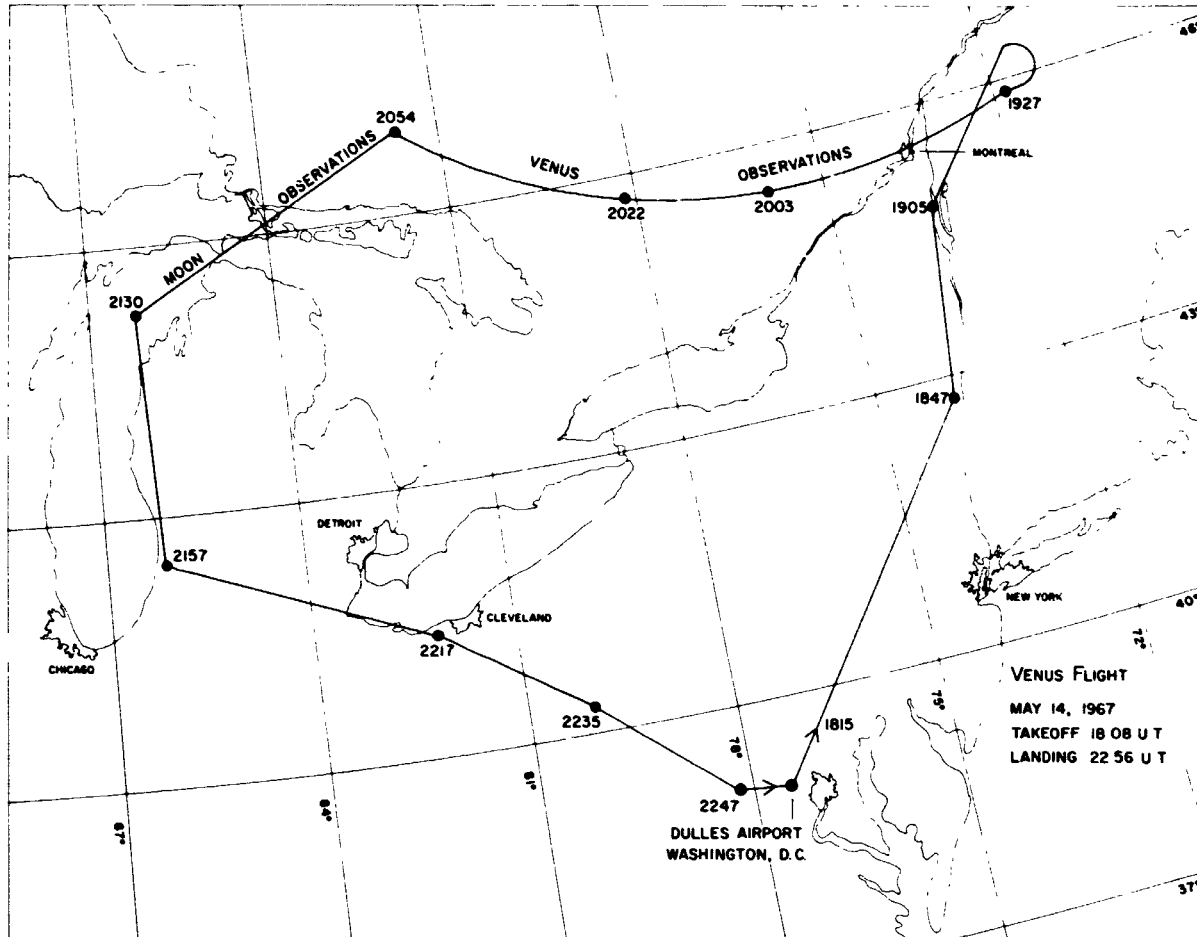 46°
2054
1927
OBSERVATIONS
VENUS
OBSERVATIONS
MONTREAL
2022
2003
1905
MOON
2130
43°
1847
DETROIT
2157
CLEVELAND
NEW YORK
40°
2217
CHICAGO
72°
VENUS FLIGHT
75°
2235
MAY 14, 1967
1815
TAKEOFF 18 08 U T
78°
LANDING 22 56 U T
81°
2247
84°
87°
DULLES AIRPORT
WASHINGTON, D.C.
37°